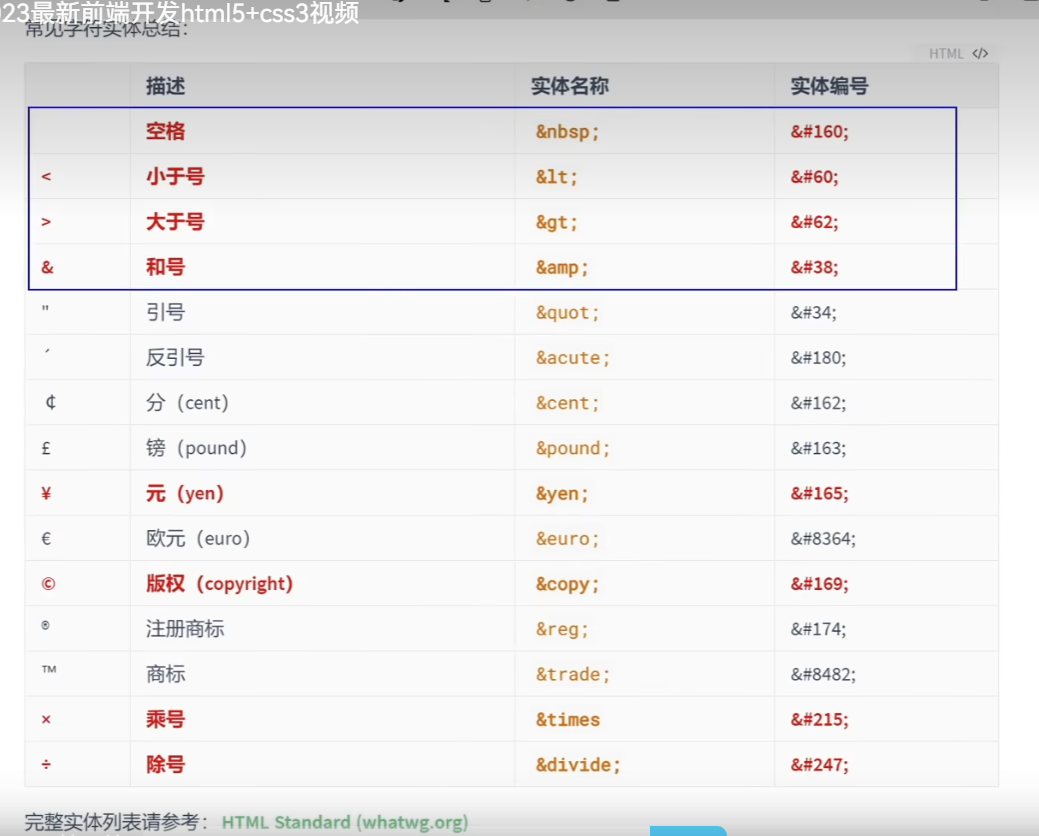 023最新前端开发html5+css3视频
常见字符实体总结：
HTML </>
描述 实体名称 实体编号
空格 &nbsp; &#160;
< 小于号 &lt; &#60;
> 大于号 &gt; &#62;
& 和号 &amp; &#38;
" 引号 &quot; &#34;
´ 反引号 &acute; &#180;
¢ 分（cent） &cent; &#162;
£ 镑（pound） &pound; &#163;
¥ 元（yen） &yen; &#165;
€ 欧元（euro） &euro; &#8364;
© 版权（copyright） &copy; &#169;
® 注册商标 &reg; &#174;
™ 商标 &trade; &#8482;
× 乘号 &times &#215;
÷ 除号 &divide; &#247;
完整实体列表请参考： HTML Standard (whatwg.org)